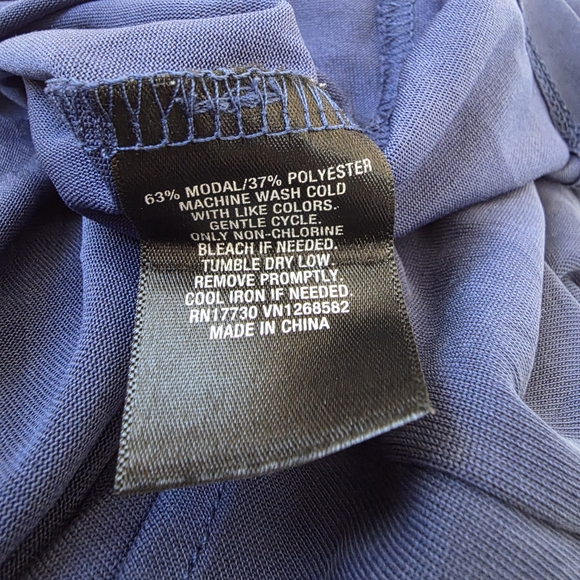 63% MODAL/37% POLYESTER
MACHINE WASH COLD
WITH LIKE COLORS.
GENTLE CYCLE.
ONLY NON-CHLORINE
BLEACH IF NEEDED.
TUMBLE DRY LOW.
REMOVE PROMPTLY.
COOL IRON IF NEEDED.
RN17730 VN1268582
MADE IN CHINA